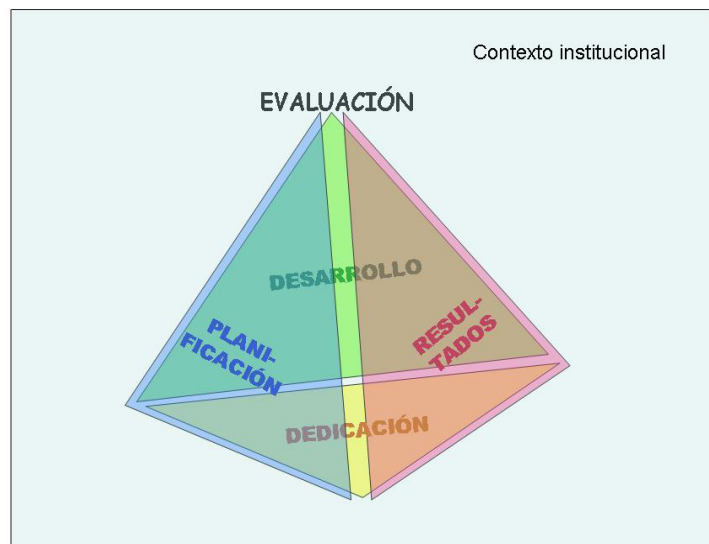 Contexto institucional
EVALUACIÓN
DESARROLLO
PLANI-
FICACIÓN
RESUL-
TADOS
DEDICACIÓN